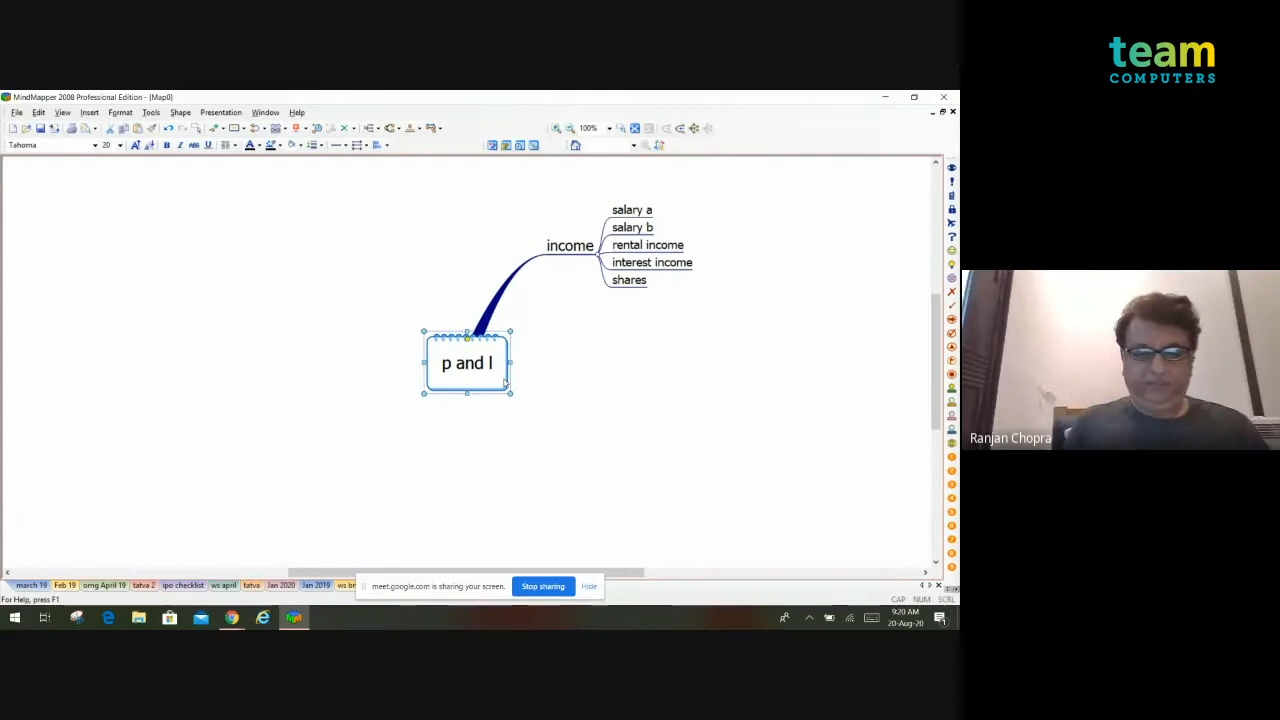 team
COMPUTERS
MindMapper 2008 Professional Edition - [Map0]
File Edit View Insert Format Tools Shape Presentation Window Help
100%
Tahoma 20
salary a
income
salary b
rental income
interest income
shares
p and l
Ranjan Chopra
march 19 Feb 19 omg April 19 tatva 2 ipo checklist ws april tatva Jan 2020 Jan 2019
meet.google.com is sharing your screen. Stop sharing Hide
For Help, press F1
CAP NUM SCRL
9:20 AM
20-Aug-20